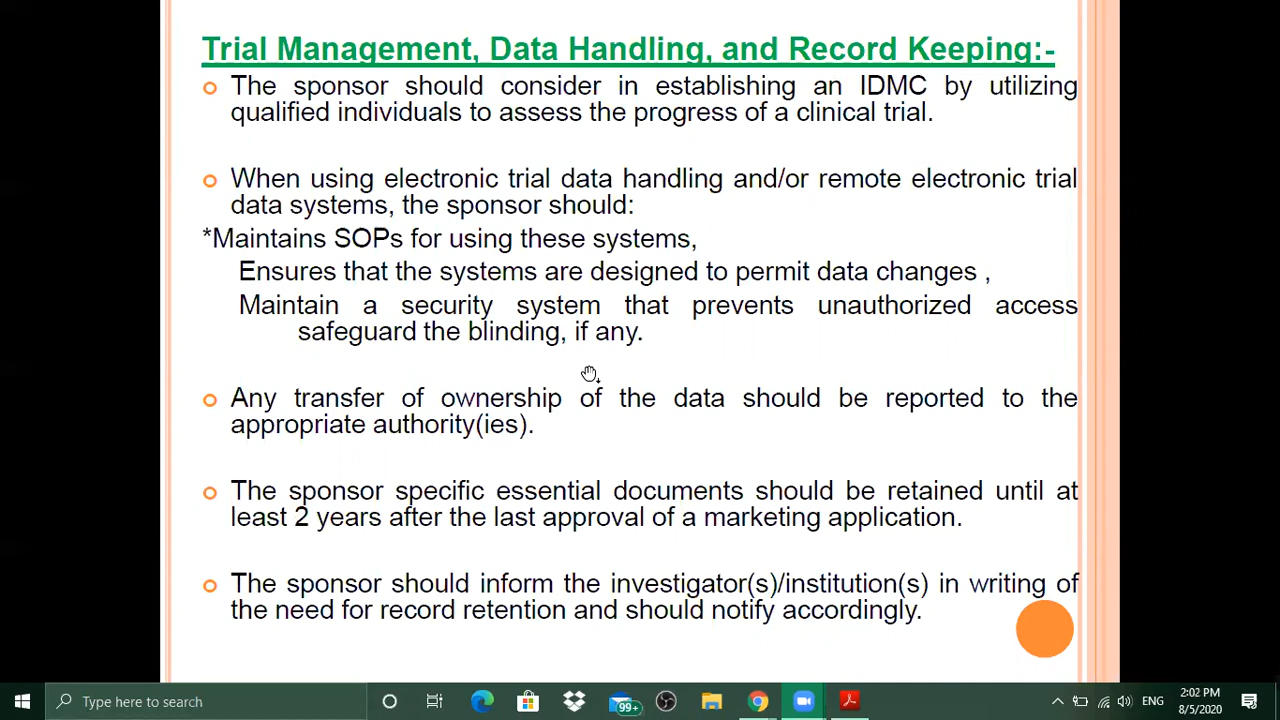 Trial Management, Data Handling, and Record Keeping:-
The sponsor should consider in establishing an IDMC by utilizing
qualified individuals to assess the progress of a clinical trial.
When using electronic trial data handling and/or remote electronic trial
data systems, the sponsor should:
*Maintains SOPs for using these systems,
Ensures that the systems are designed to permit data changes ,
Maintain a security system that prevents unauthorized access
safeguard the blinding, if any.
Any transfer of ownership of the data should be reported to the
appropriate authority(ies).
The sponsor specific essential documents should be retained until at
least 2 years after the last approval of a marketing application.
The sponsor should inform the investigator(s)/institution(s) in writing of
the need for record retention and should notify accordingly.
Type here to search
99+
ENG
2:02 PM
8/5/2020